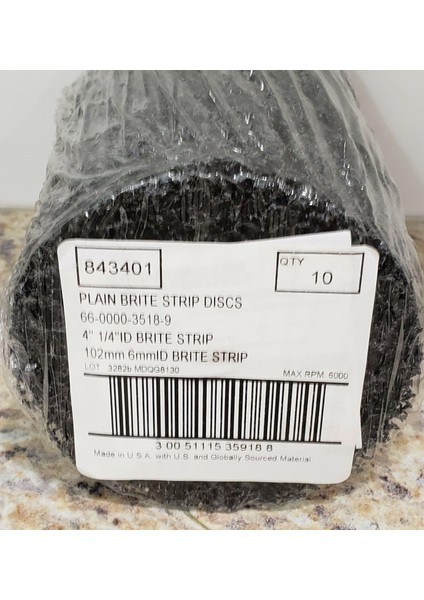 843401
QTY
10
PLAIN BRITE STRIP DISCS
66-0000-3518-9
4" 1/4"ID BRITE STRIP
102mm 6mmID BRITE STRIP
LOT: 3282b MDQG8130 MAX.RPM. 6000
3 00 51115 35918 8
Made in U.S.A. with U.S. and Globally Sourced Material